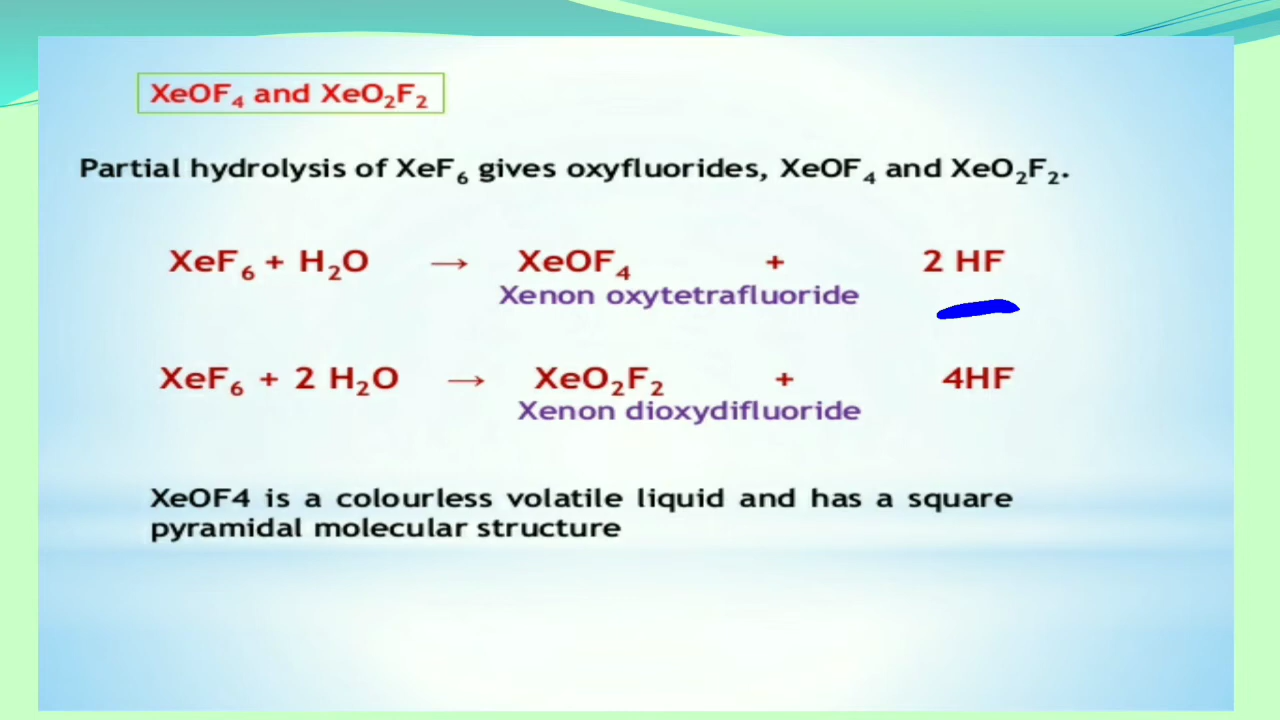 XeOF₄ and XeO₂F₂
Partial hydrolysis of XeF₆ gives oxyfluorides, XeOF₄ and XeO₂F₂.
XeF₆ + H₂O → XeOF₄ + 2 HF
Xenon oxytetrafluoride
XeF₆ + 2 H₂O → XeO₂F₂ + 4HF
Xenon dioxydifluoride
XeOF4 is a colourless volatile liquid and has a square
pyramidal molecular structure